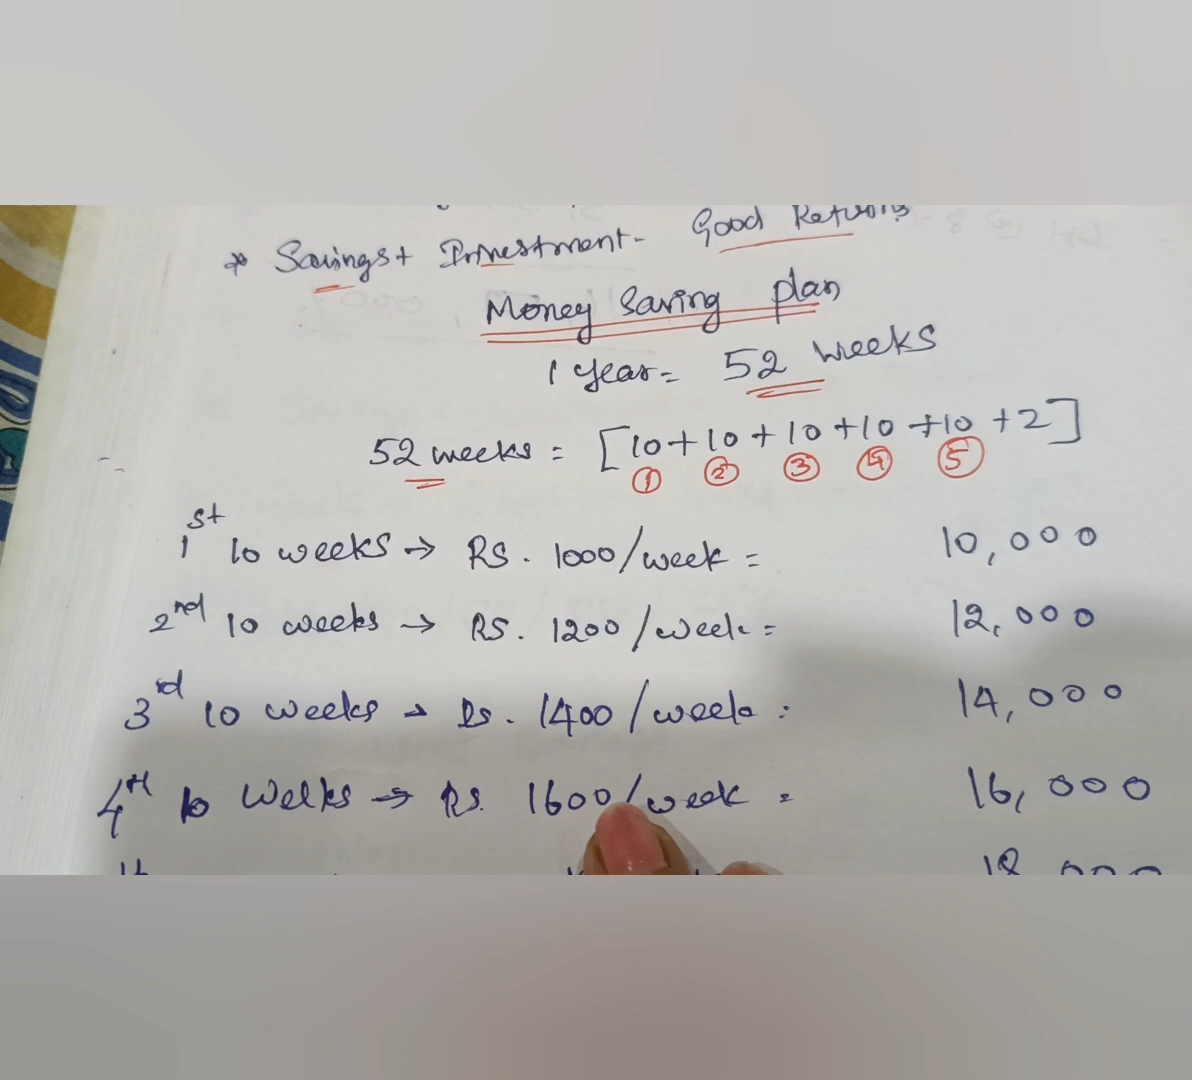 * Savings + Investment - Good Returns
Money Saving plan
1 Year = 52 weeks
52 weeks = [10 + 10 + 10 + 10 + 10 + 2]
1 2 3 4 5
1st 10 weeks → RS. 1000/week = 10,000
2nd 10 weeks → RS. 1200/week = 12,000
3rd 10 weeks → Rs. 1400/week = 14,000
4th 10 Weeks → Rs. 1600/week = 16,000
18,000